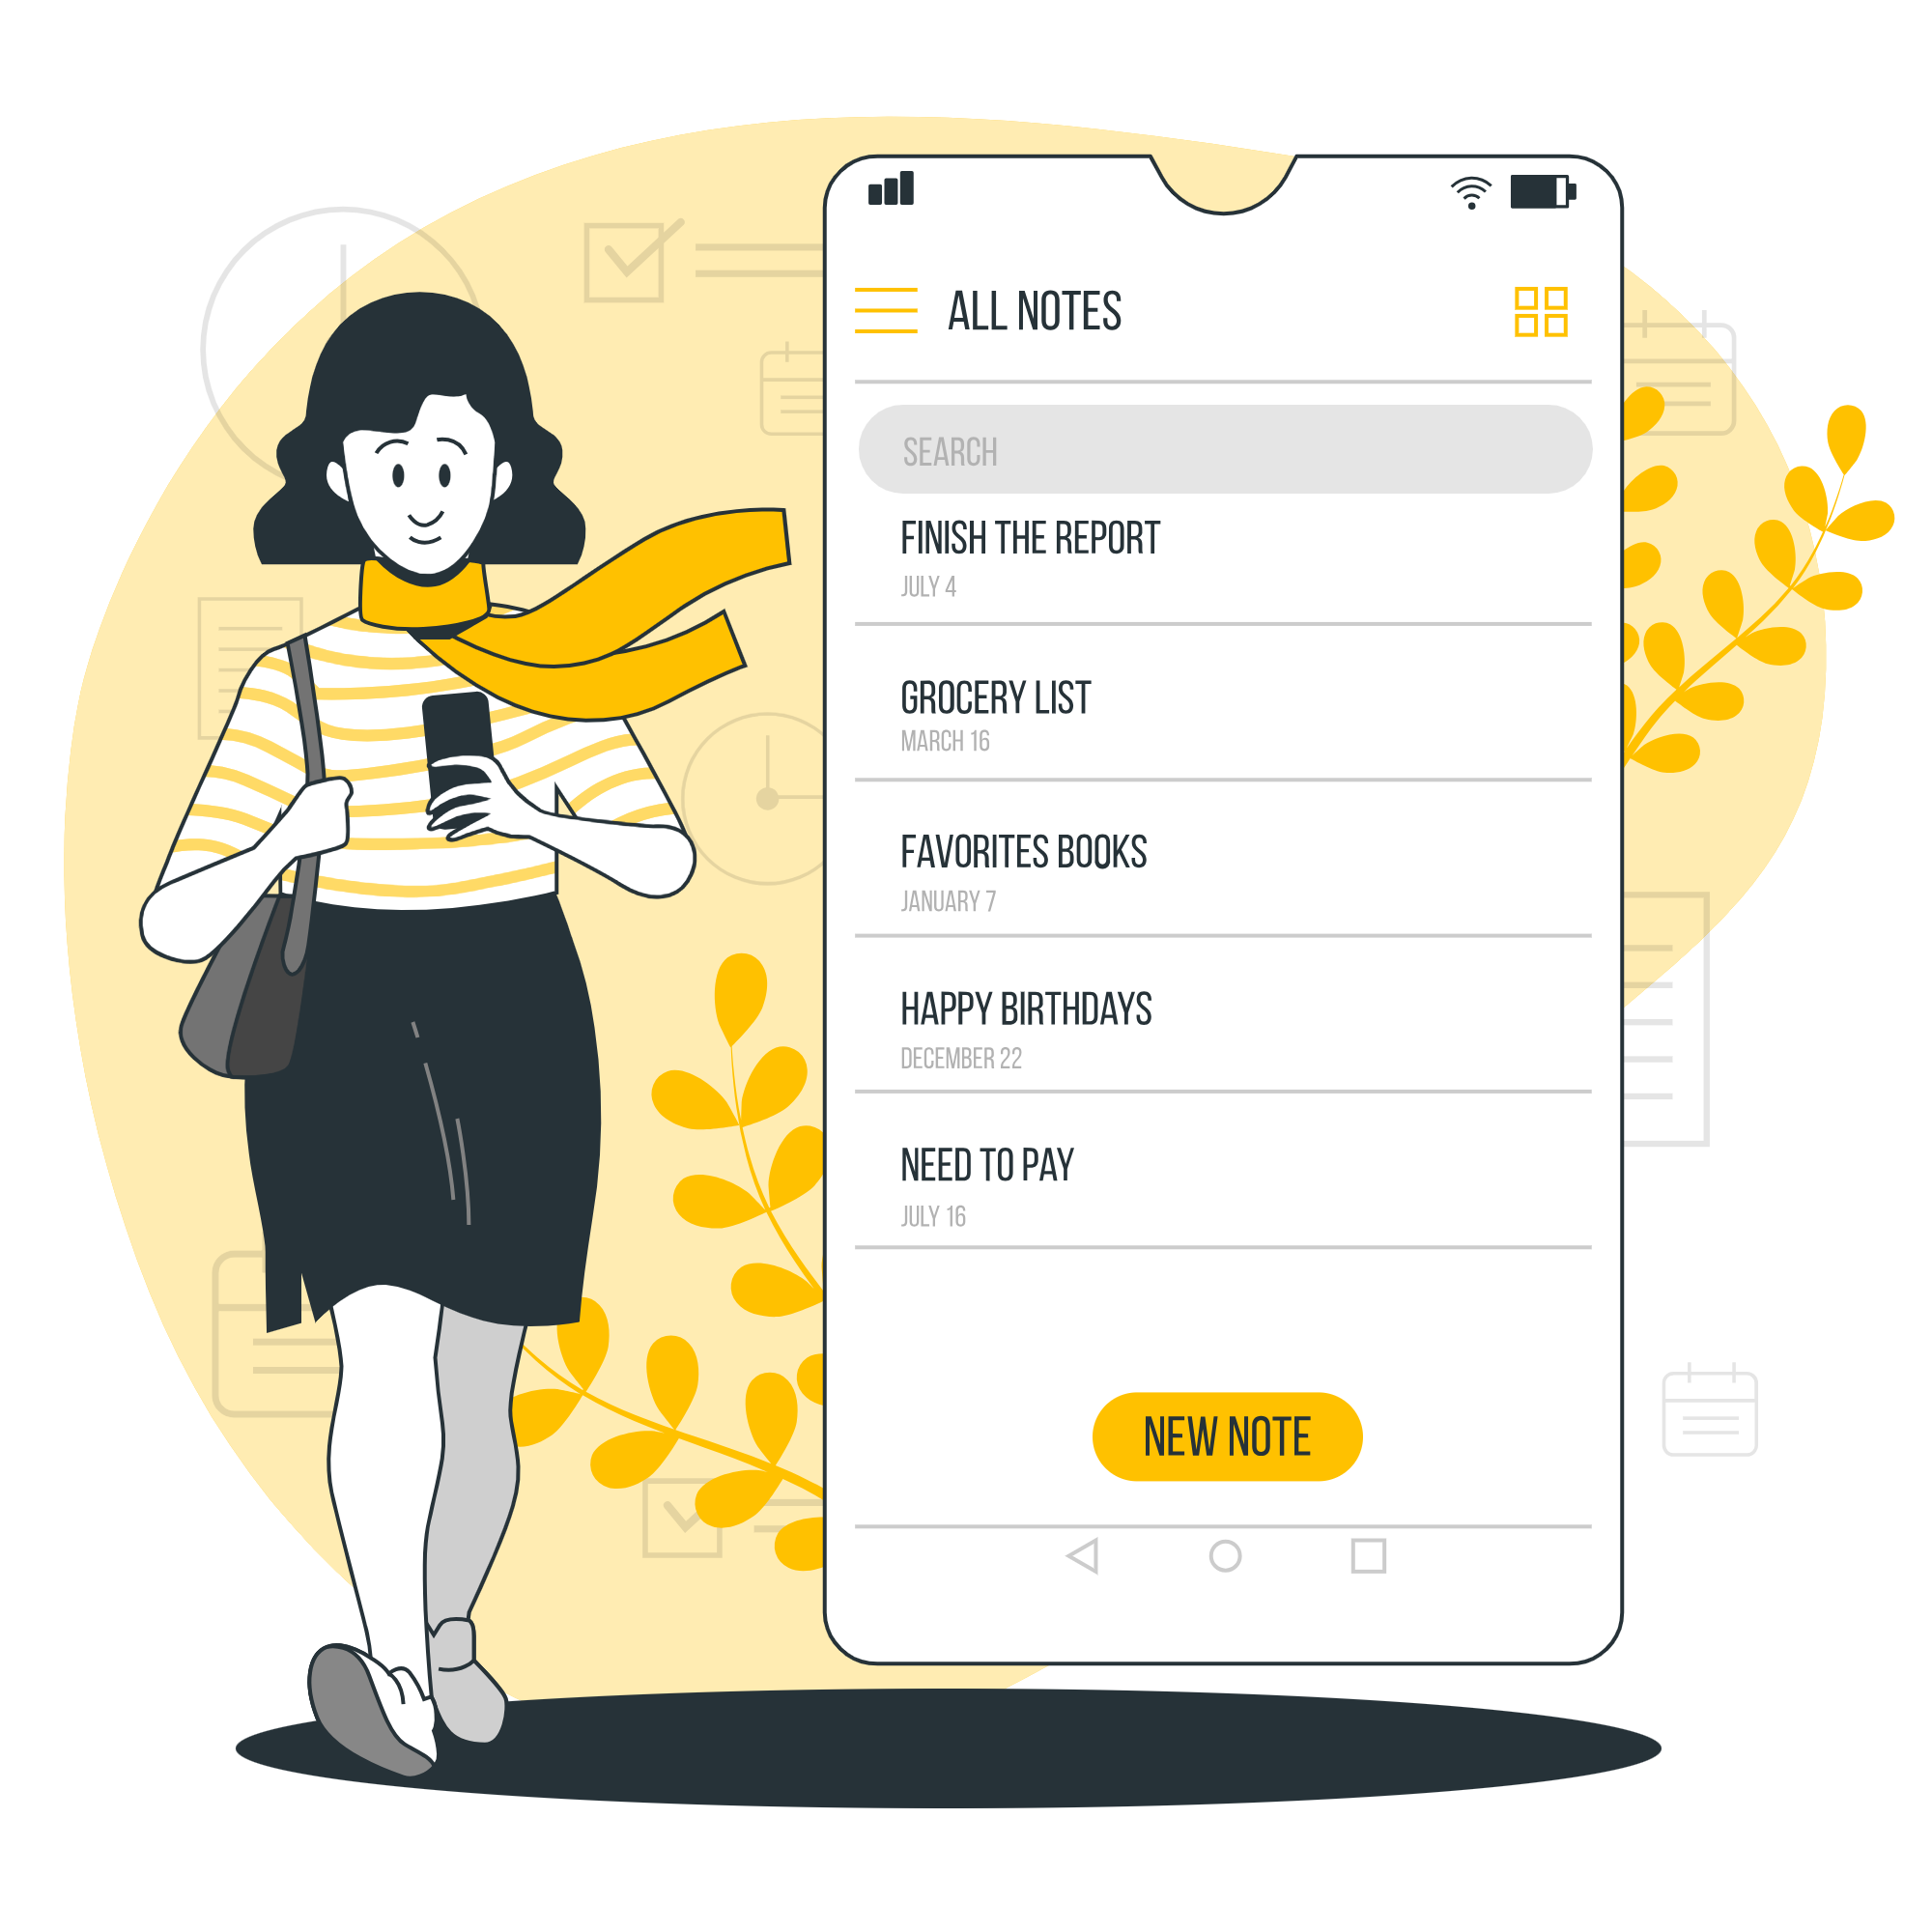 ALL NOTES
SEARCH
FINISH THE REPORT
JULY 4
GROCERY LIST
MARCH 16
FAVORITES BOOKS
JANUARY 7
HAPPY BIRTHDAYS
DECEMBER 22
NEED TO PAY
JULY 16
NEW NOTE